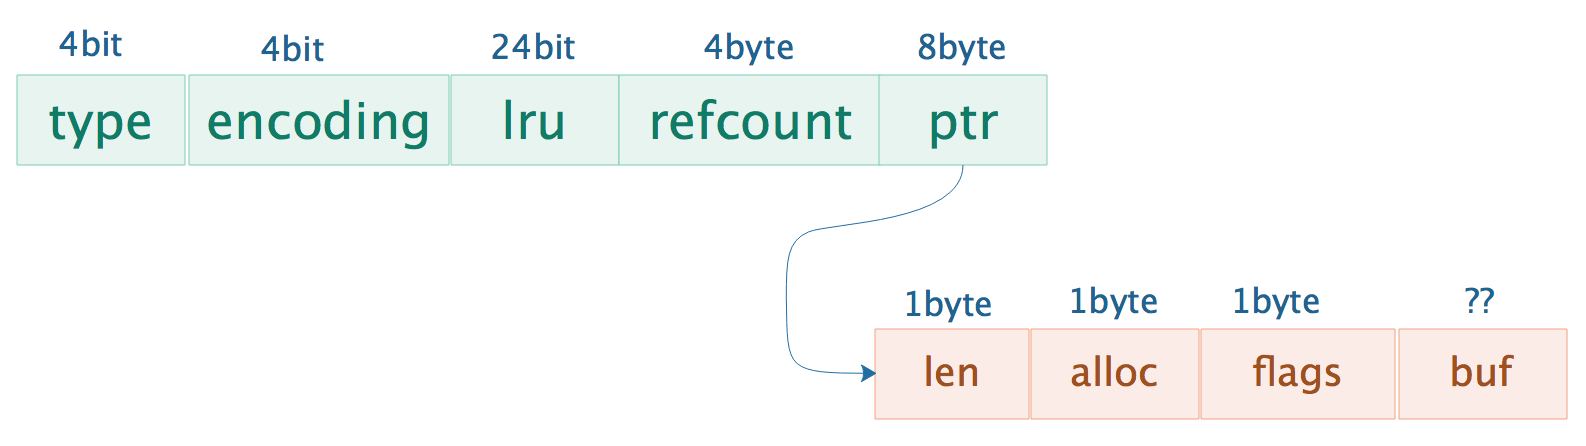 4bit 4bit 24bit 4byte 8byte
type encoding lru refcount ptr
1byte 1byte 1byte ??
len alloc flags buf